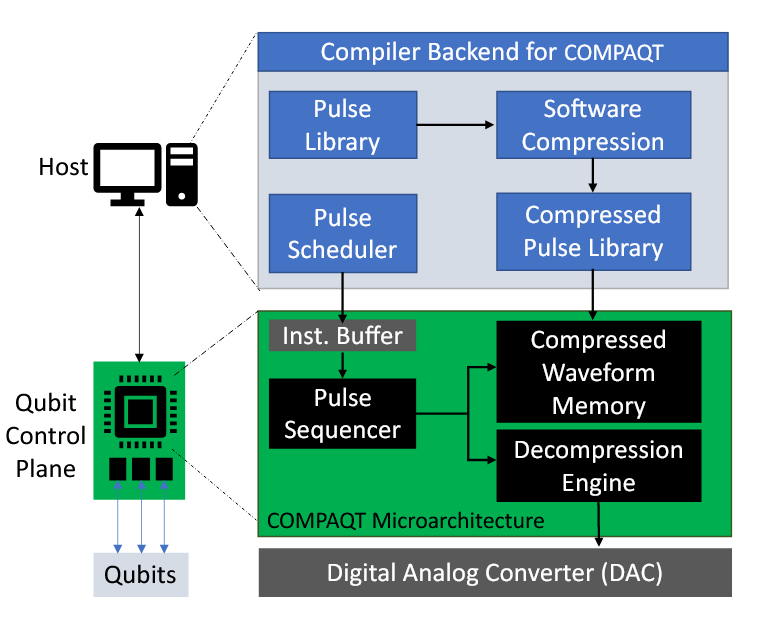 Compiler Backend for COMPAQT
Pulse
Library
Software
Compression
Host
Pulse
Scheduler
Compressed
Pulse Library
Inst. Buffer
Compressed
Waveform
Memory
Pulse
Sequencer
Qubit
Control
Plane
Decompression
Engine
COMPAQT Microarchitecture
Qubits
Digital Analog Converter (DAC)